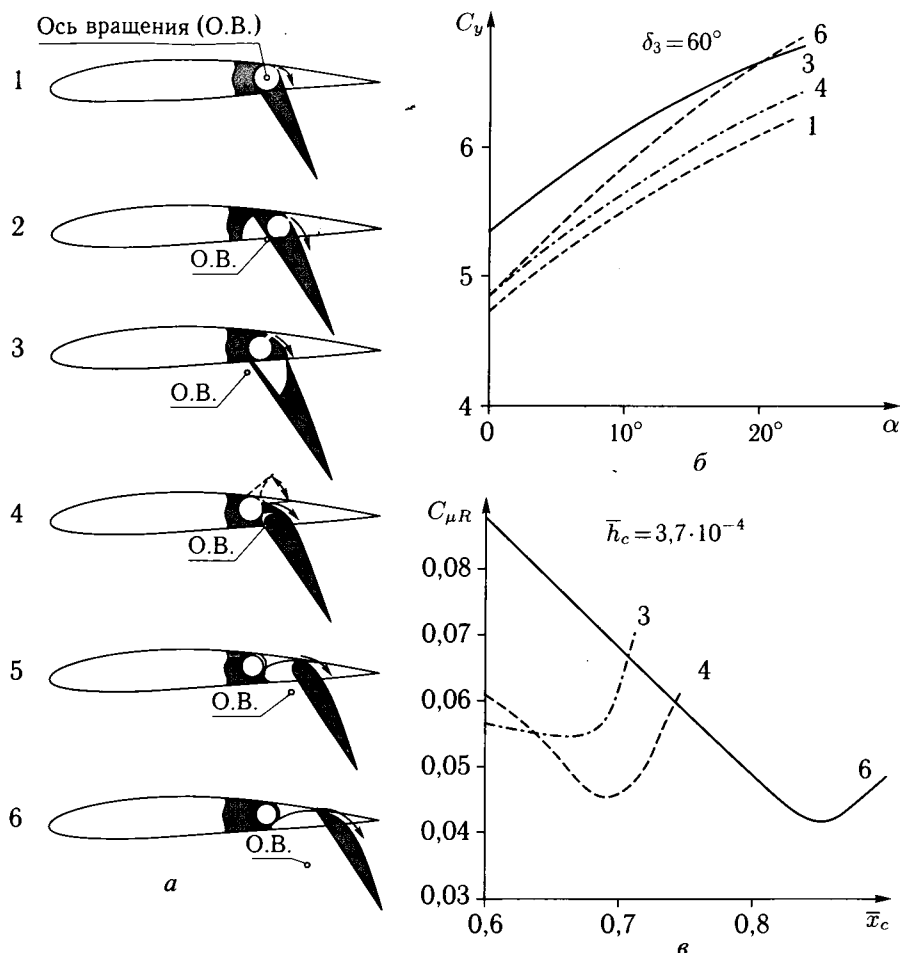 Ось вращения (О.В.)
1
2
О.В.
3
О.В.
4
О.В.
5
О.В.
6
О.В.
а
C_y
δ_3 = 60°
6
3
4
1
6
5
4
0
10°
20°
α
б
C_μR
h̅_c = 3,7·10^−4
0,08
0,07
0,06
0,05
0,04
0,03
3
4
6
0,6
0,7
0,8
x̅_c
в